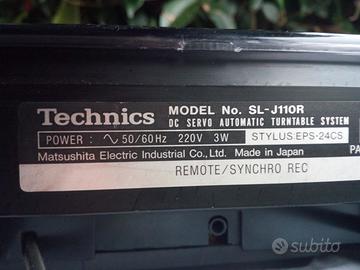 Technics MODEL No. SL-J110R
DC SERVO AUTOMATIC TURNTABLE SYSTEM
POWER: ∿ 50/60Hz 220V 3W STYLUS:EPS-24CS
Matsushita Electric Industrial Co., Ltd. Made in Japan
PA
REMOTE/SYNCHRO REC
subito